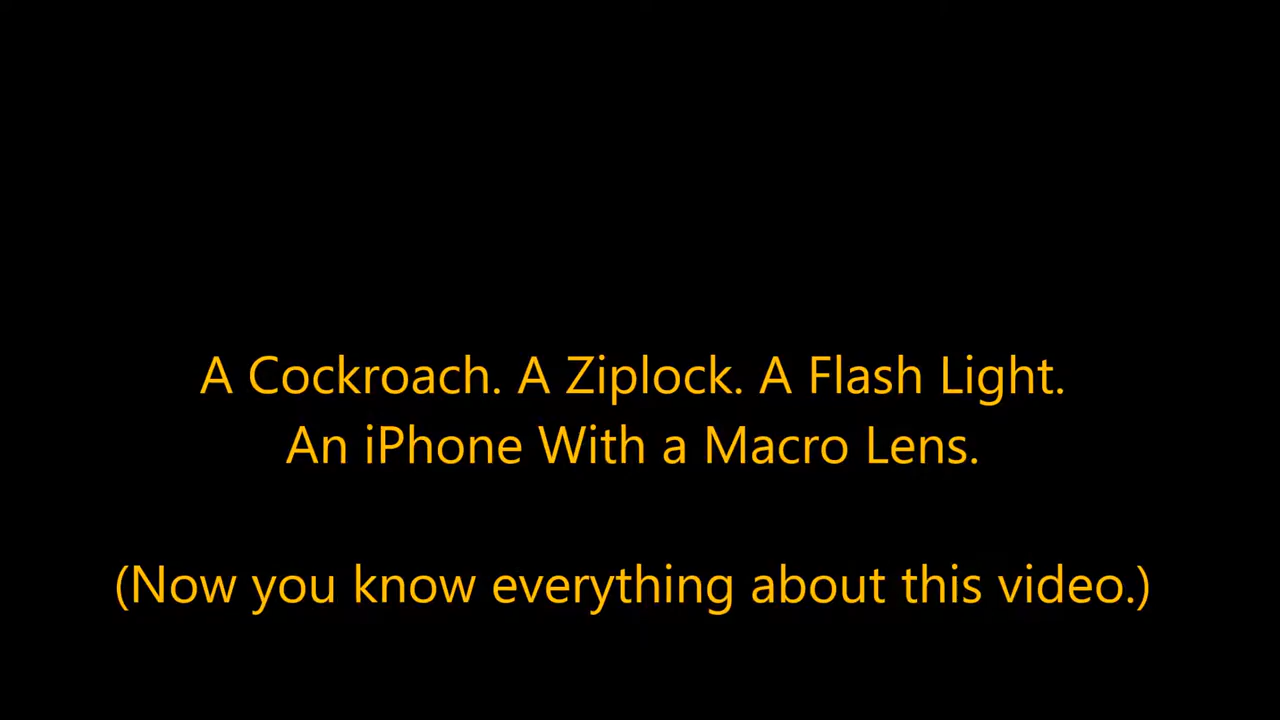 A Cockroach. A Ziplock. A Flash Light.
An iPhone With a Macro Lens.
(Now you know everything about this video.)